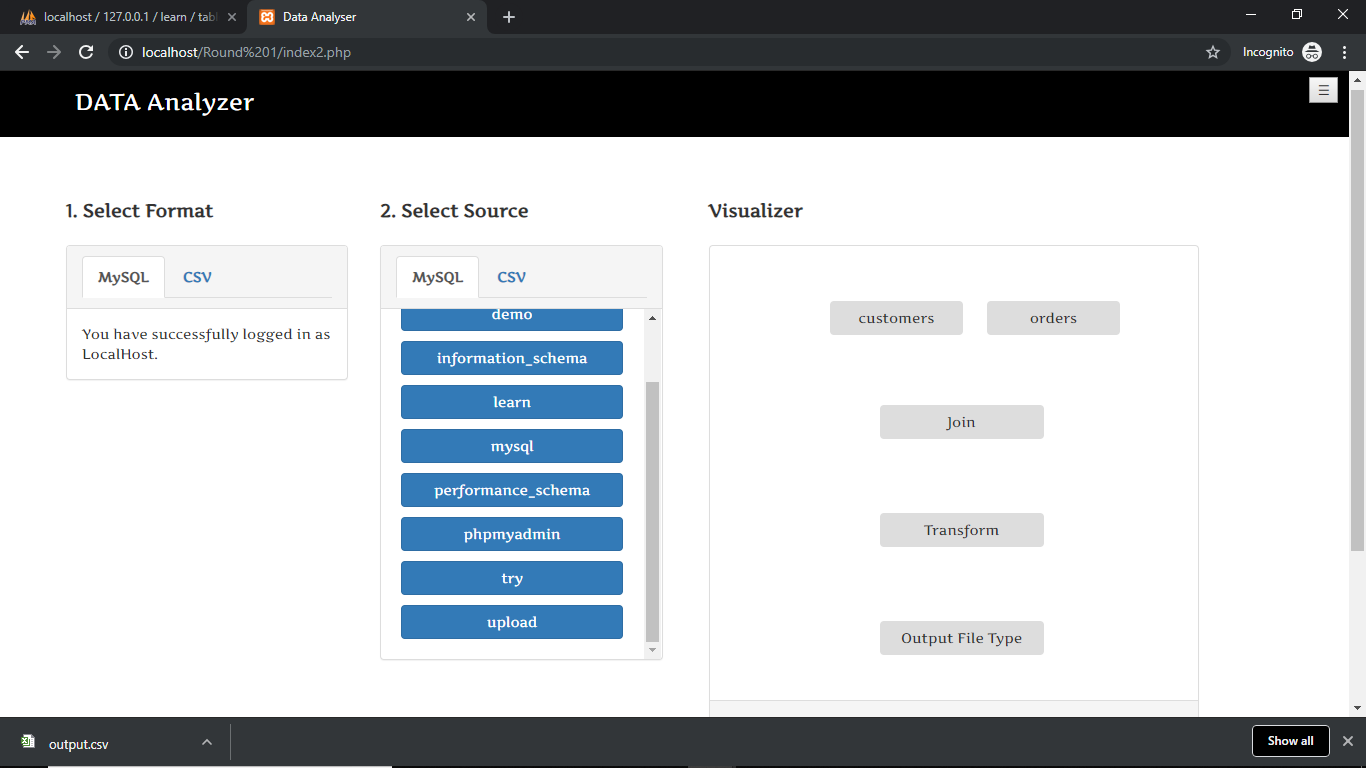 localhost / 127.0.0.1 / learn / tab
Data Analyser
localhost/Round%201/index2.php
Incognito
DATA Analyzer
1. Select Format
2. Select Source
Visualizer
MySQL CSV
You have successfully logged in as
LocalHost.
MySQL CSV
demo
information_schema
learn
mysql
performance_schema
phpmyadmin
try
upload
customers orders
Join
Transform
Output File Type
output.csv
Show all